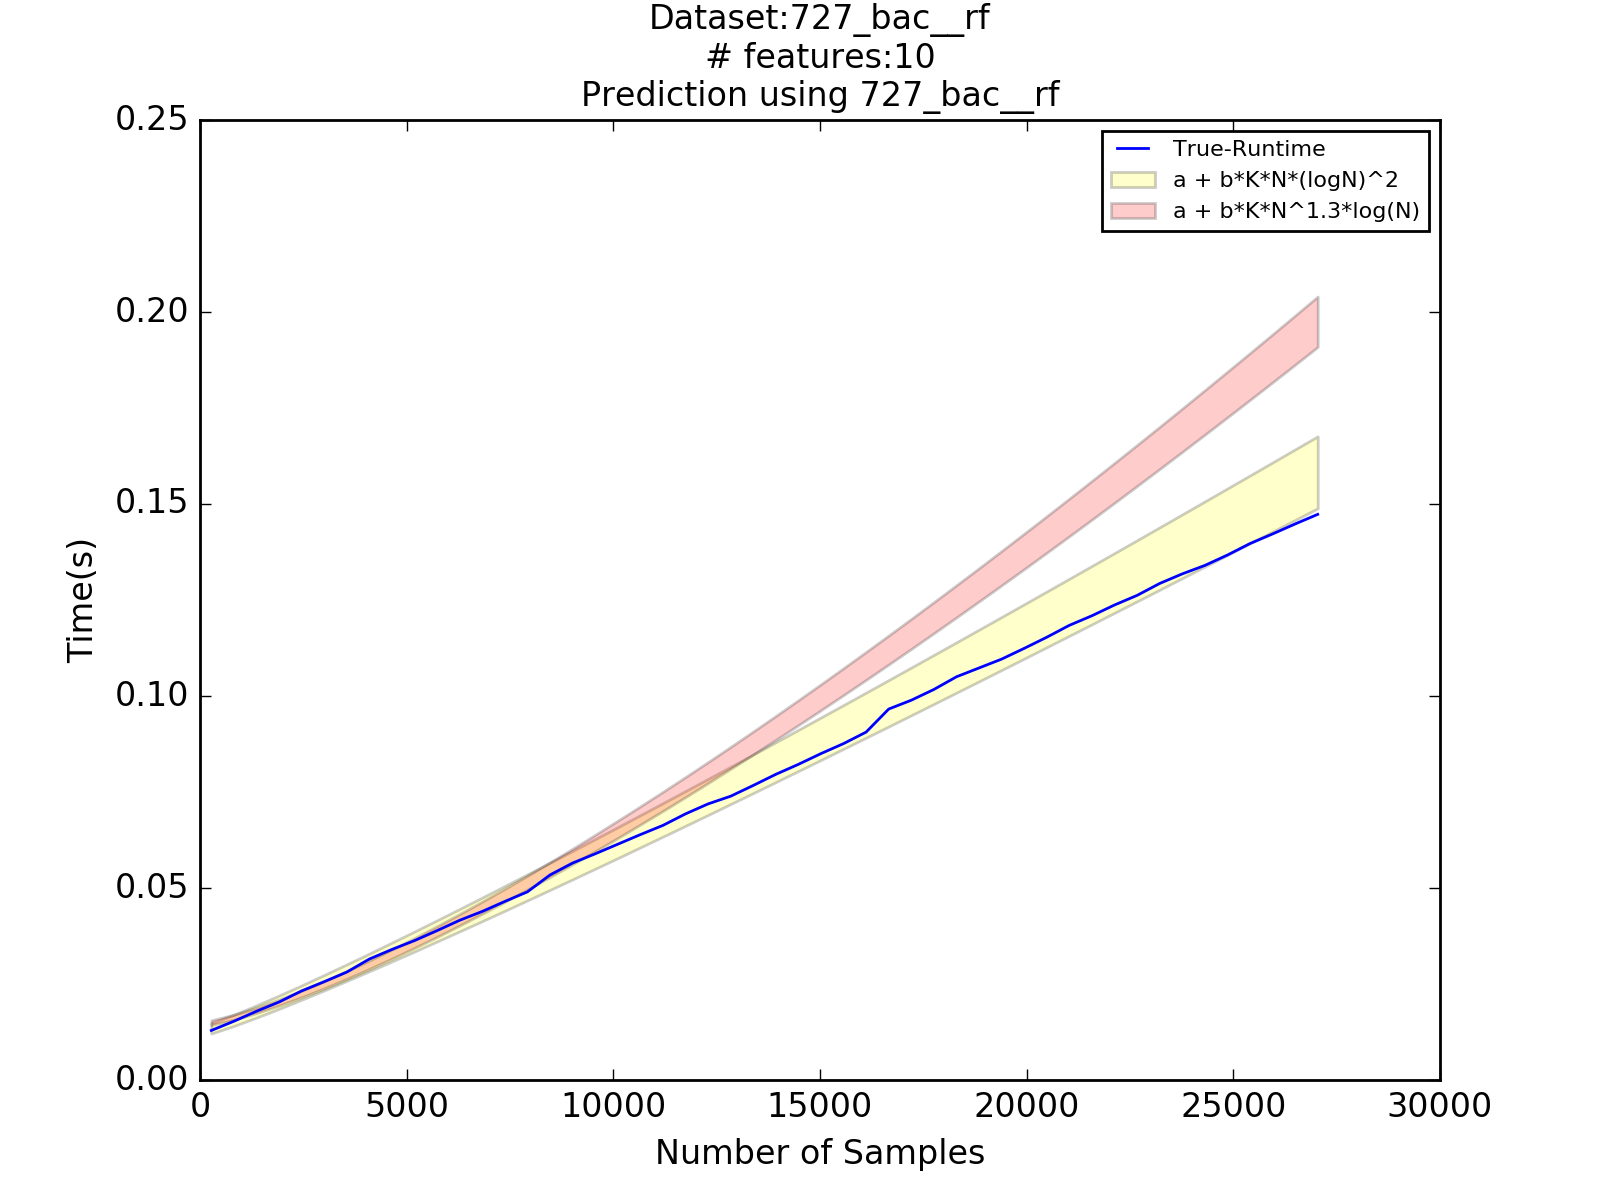 Dataset:727_bac__rf
# features:10
Prediction using 727_bac__rf
0.25
0.20
0.15
0.10
0.05
0.00
Time(s)
True-Runtime
a + b*K*N*(logN)^2
a + b*K*N^1.3*log(N)
0 5000 10000 15000 20000 25000 30000
Number of Samples